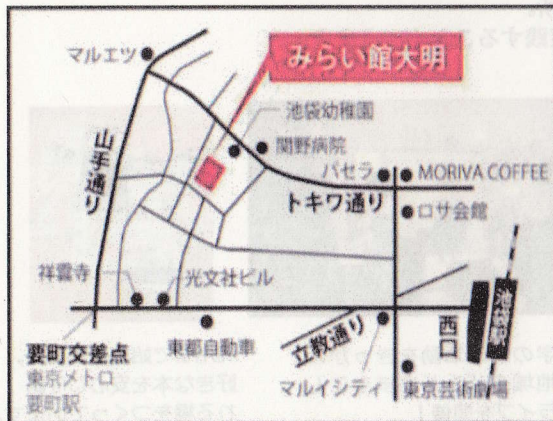 マルエツ
みらい館大明
池袋幼稚園
関野病院
山手通り
パセラ
MORIVA COFFEE
トキワ通り
ロサ会館
祥雲寺
光文社ビル
池袋駅
西口
要町交差点
東京メトロ
要町駅
東都自動車
立教通り
マルイシティ
東京芸術劇場